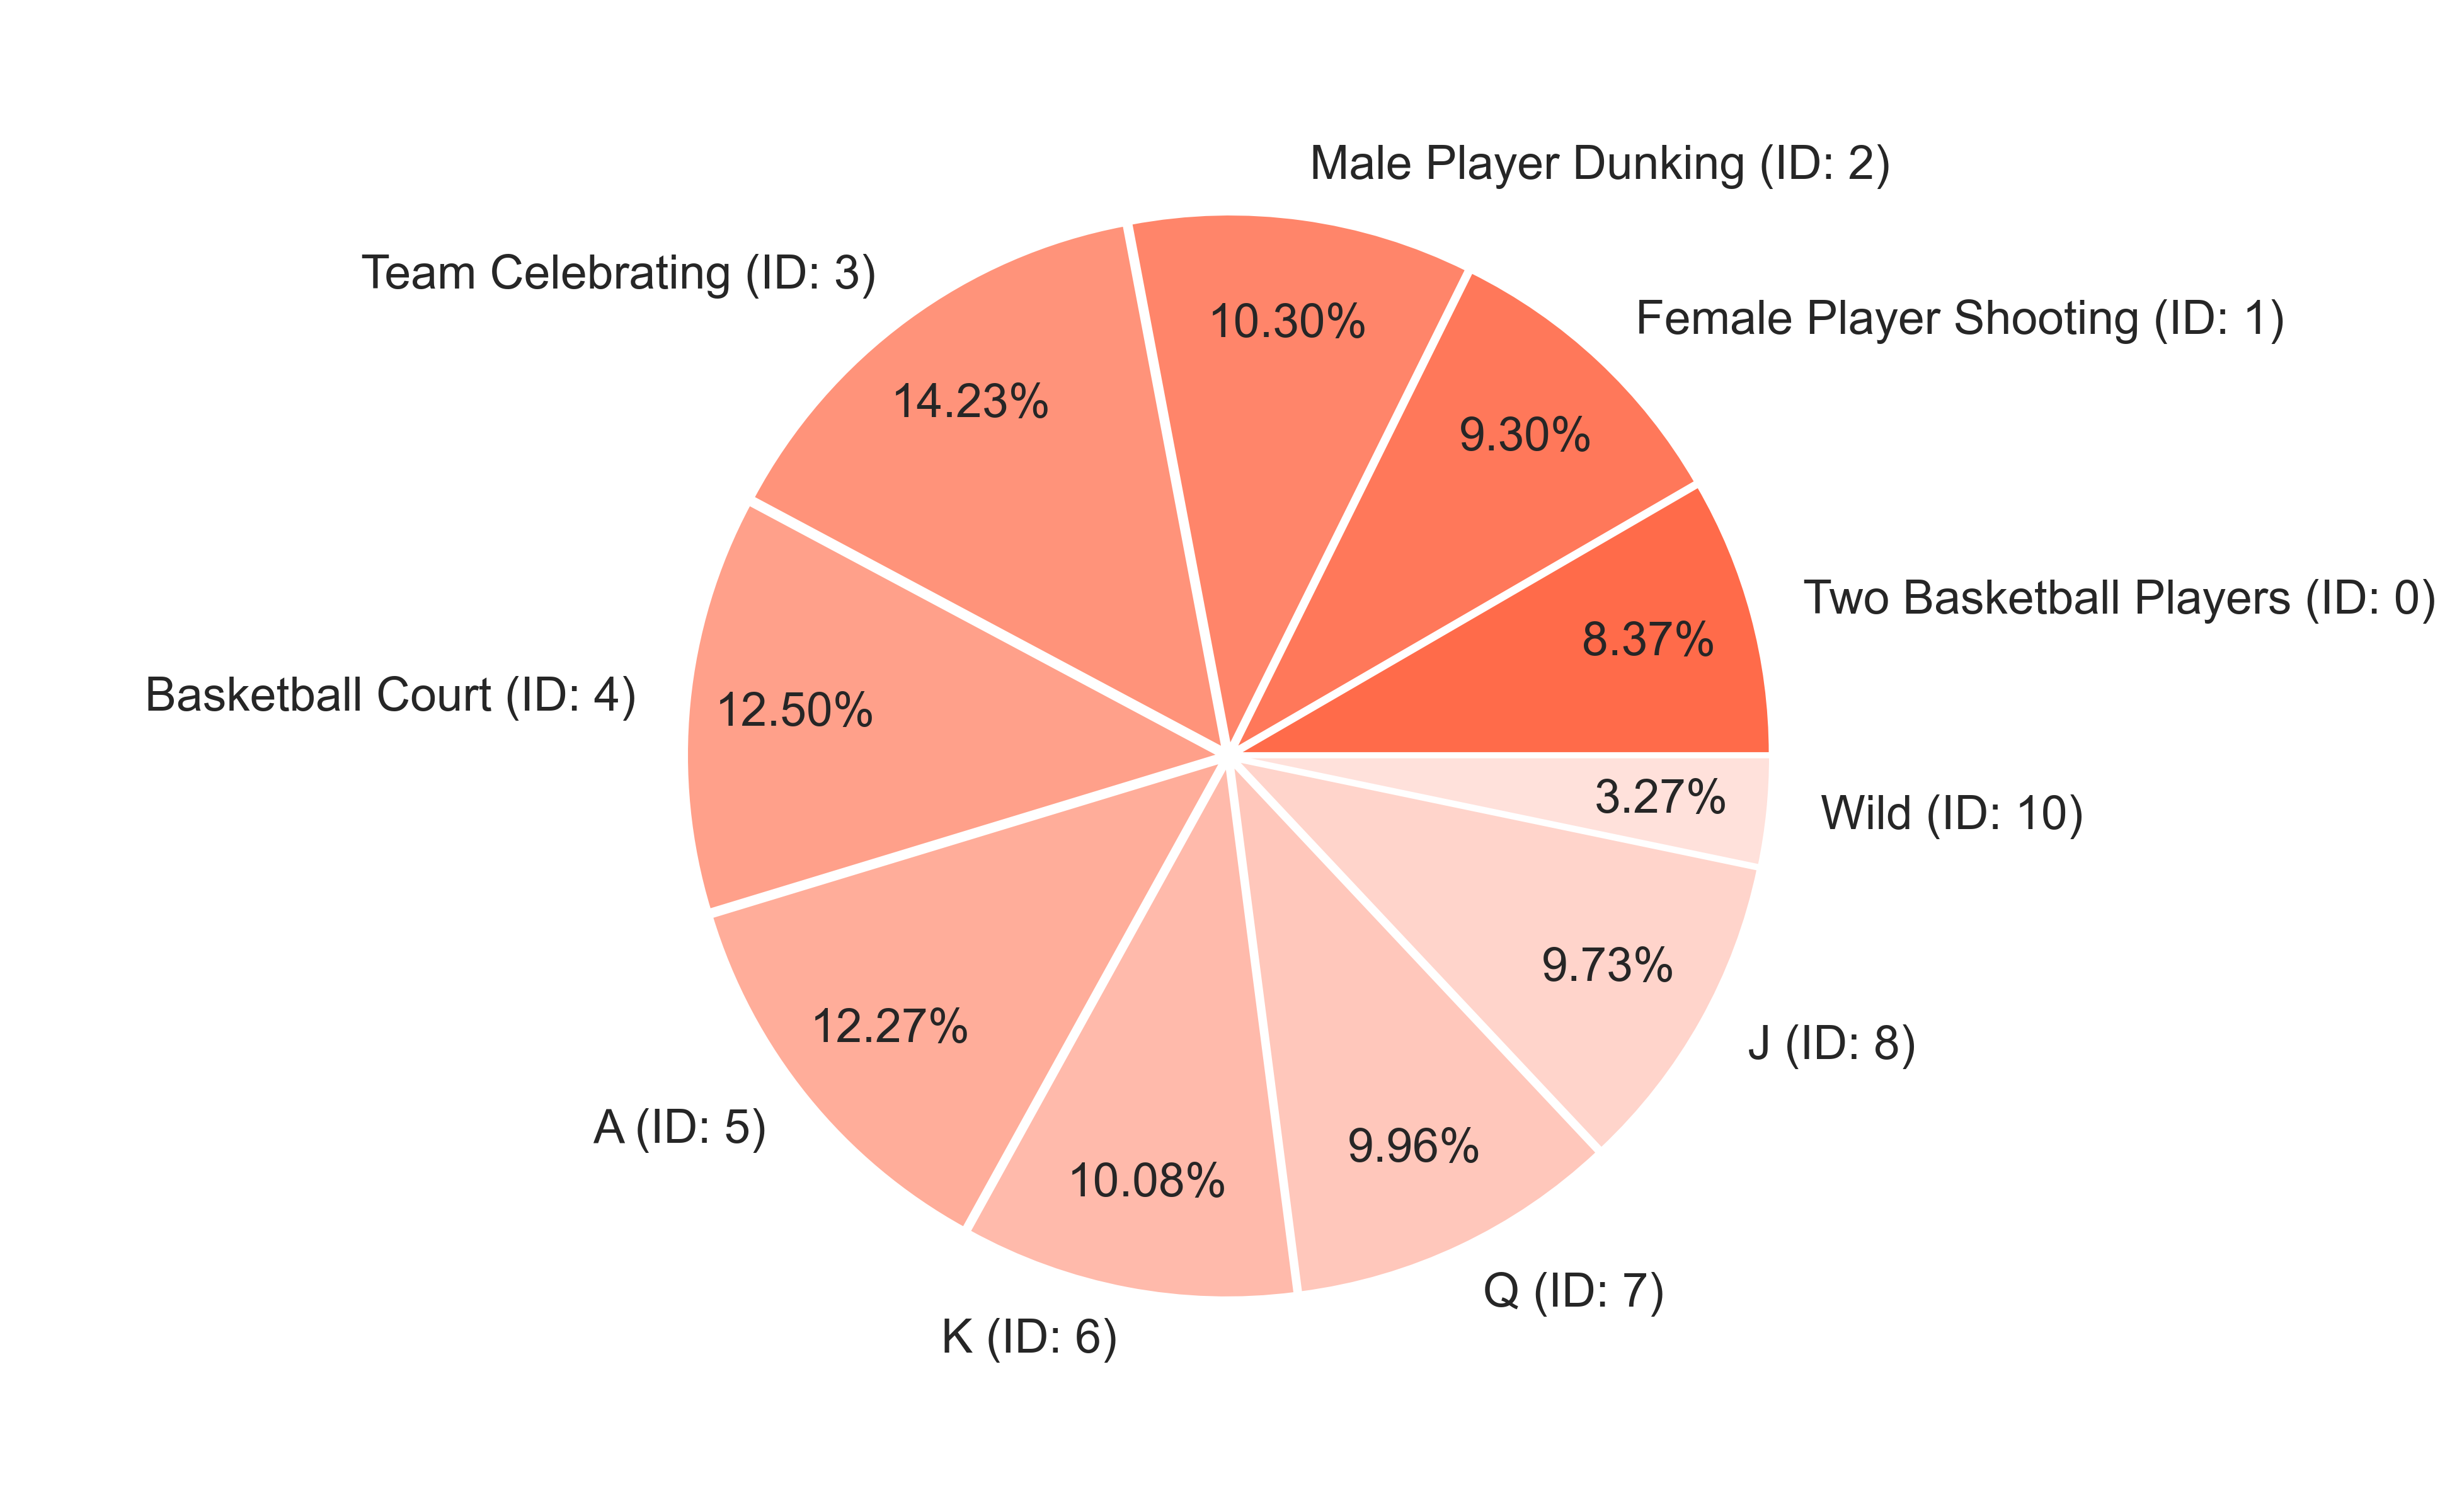 Male Player Dunking (ID: 2)
Team Celebrating (ID: 3)
Female Player Shooting (ID: 1)
10.30%
14.23%
9.30%
Two Basketball Players (ID: 0)
8.37%
Basketball Court (ID: 4)
12.50%
3.27%
Wild (ID: 10)
9.73%
12.27%
J (ID: 8)
A (ID: 5)
9.96%
10.08%
Q (ID: 7)
K (ID: 6)